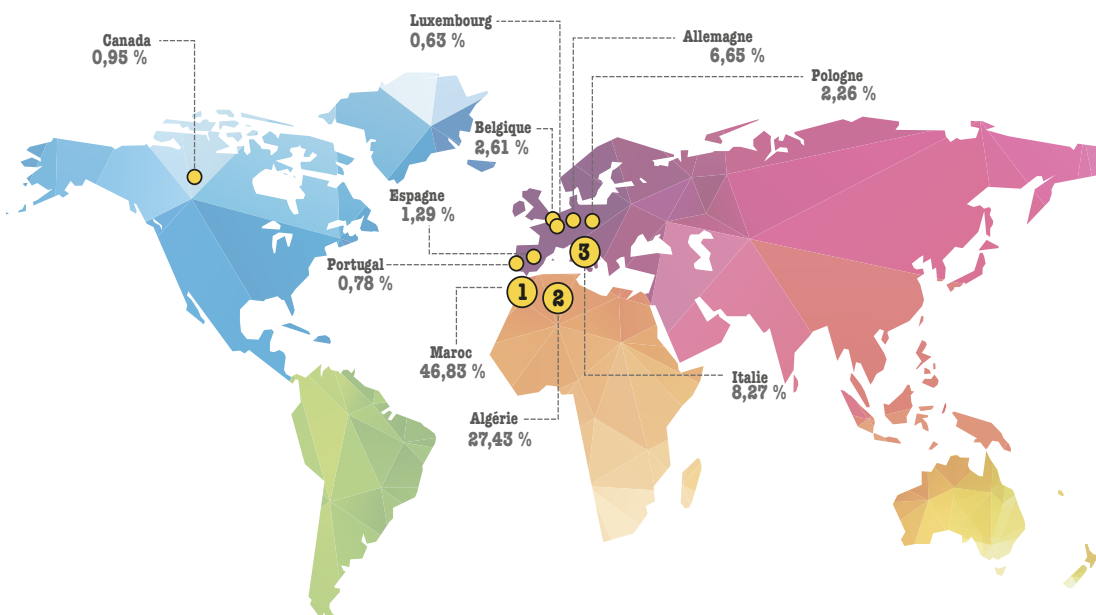 Luxembourg
0,63 %
Canada
0,95 %
Allemagne
6,65 %
Pologne
2,26 %
Belgique
2,61 %
Espagne
1,29 %
Portugal
0,78 %
3
1
2
Maroc
46,83 %
Italie
8,27 %
Algérie
27,43 %